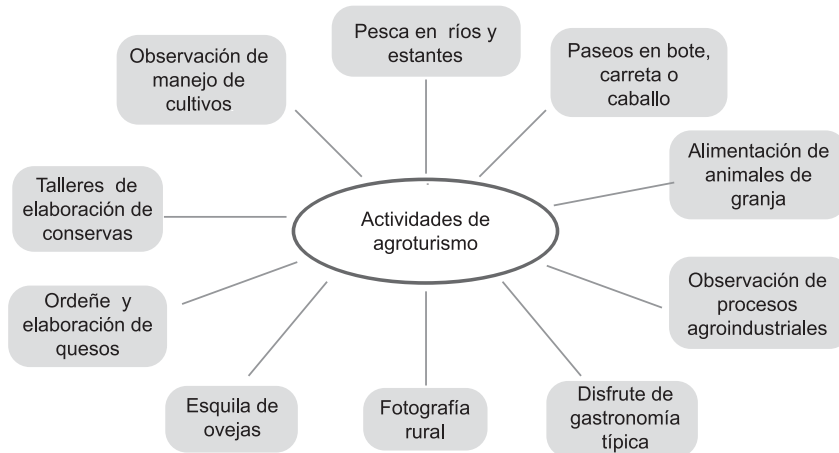 Pesca en ríos y
estantes
Paseos en bote,
carreta o
caballo
Observación de
manejo de
cultivos
Alimentación de
animales de
granja
Talleres de
elaboración de
conservas
Actividades de
agroturismo
Observación de
procesos
agroindustriales
Ordeñe y
elaboración de
quesos
Esquila de
ovejas
Fotografía
rural
Disfrute de
gastronomía
típica